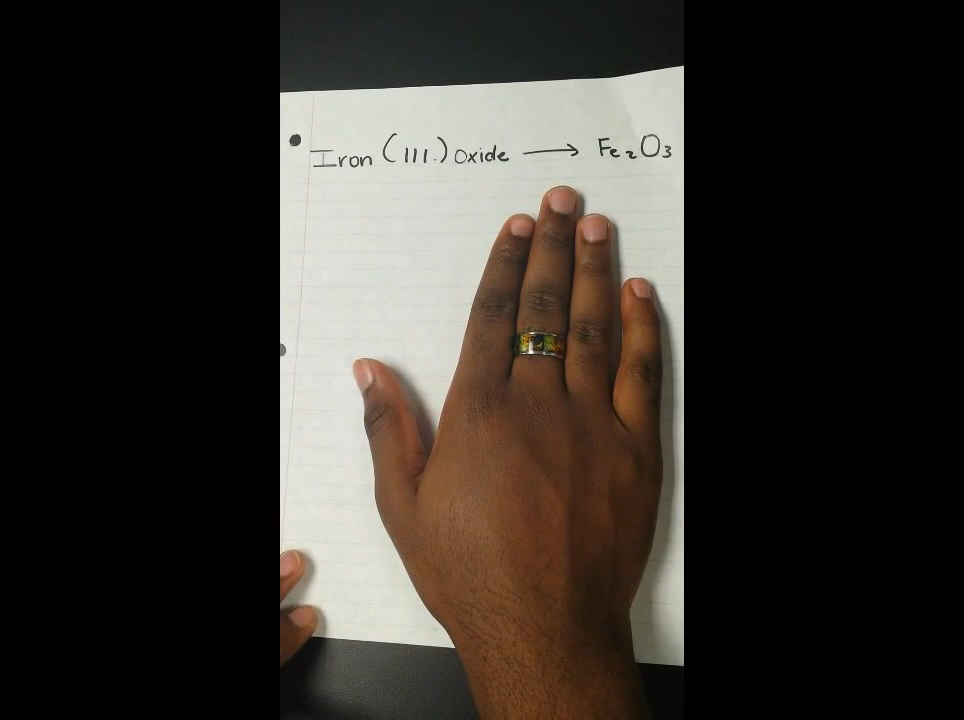 Iron (III) Oxide → Fe₂O₃